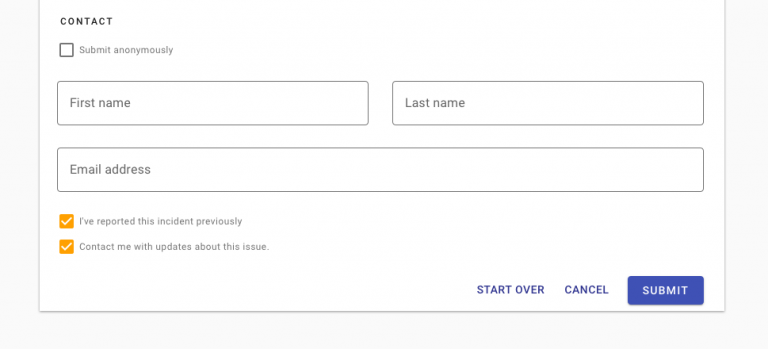 CONTACT
Submit anonymously
First name Last name
Email address
I've reported this incident previously
Contact me with updates about this issue.
START OVER CANCEL SUBMIT